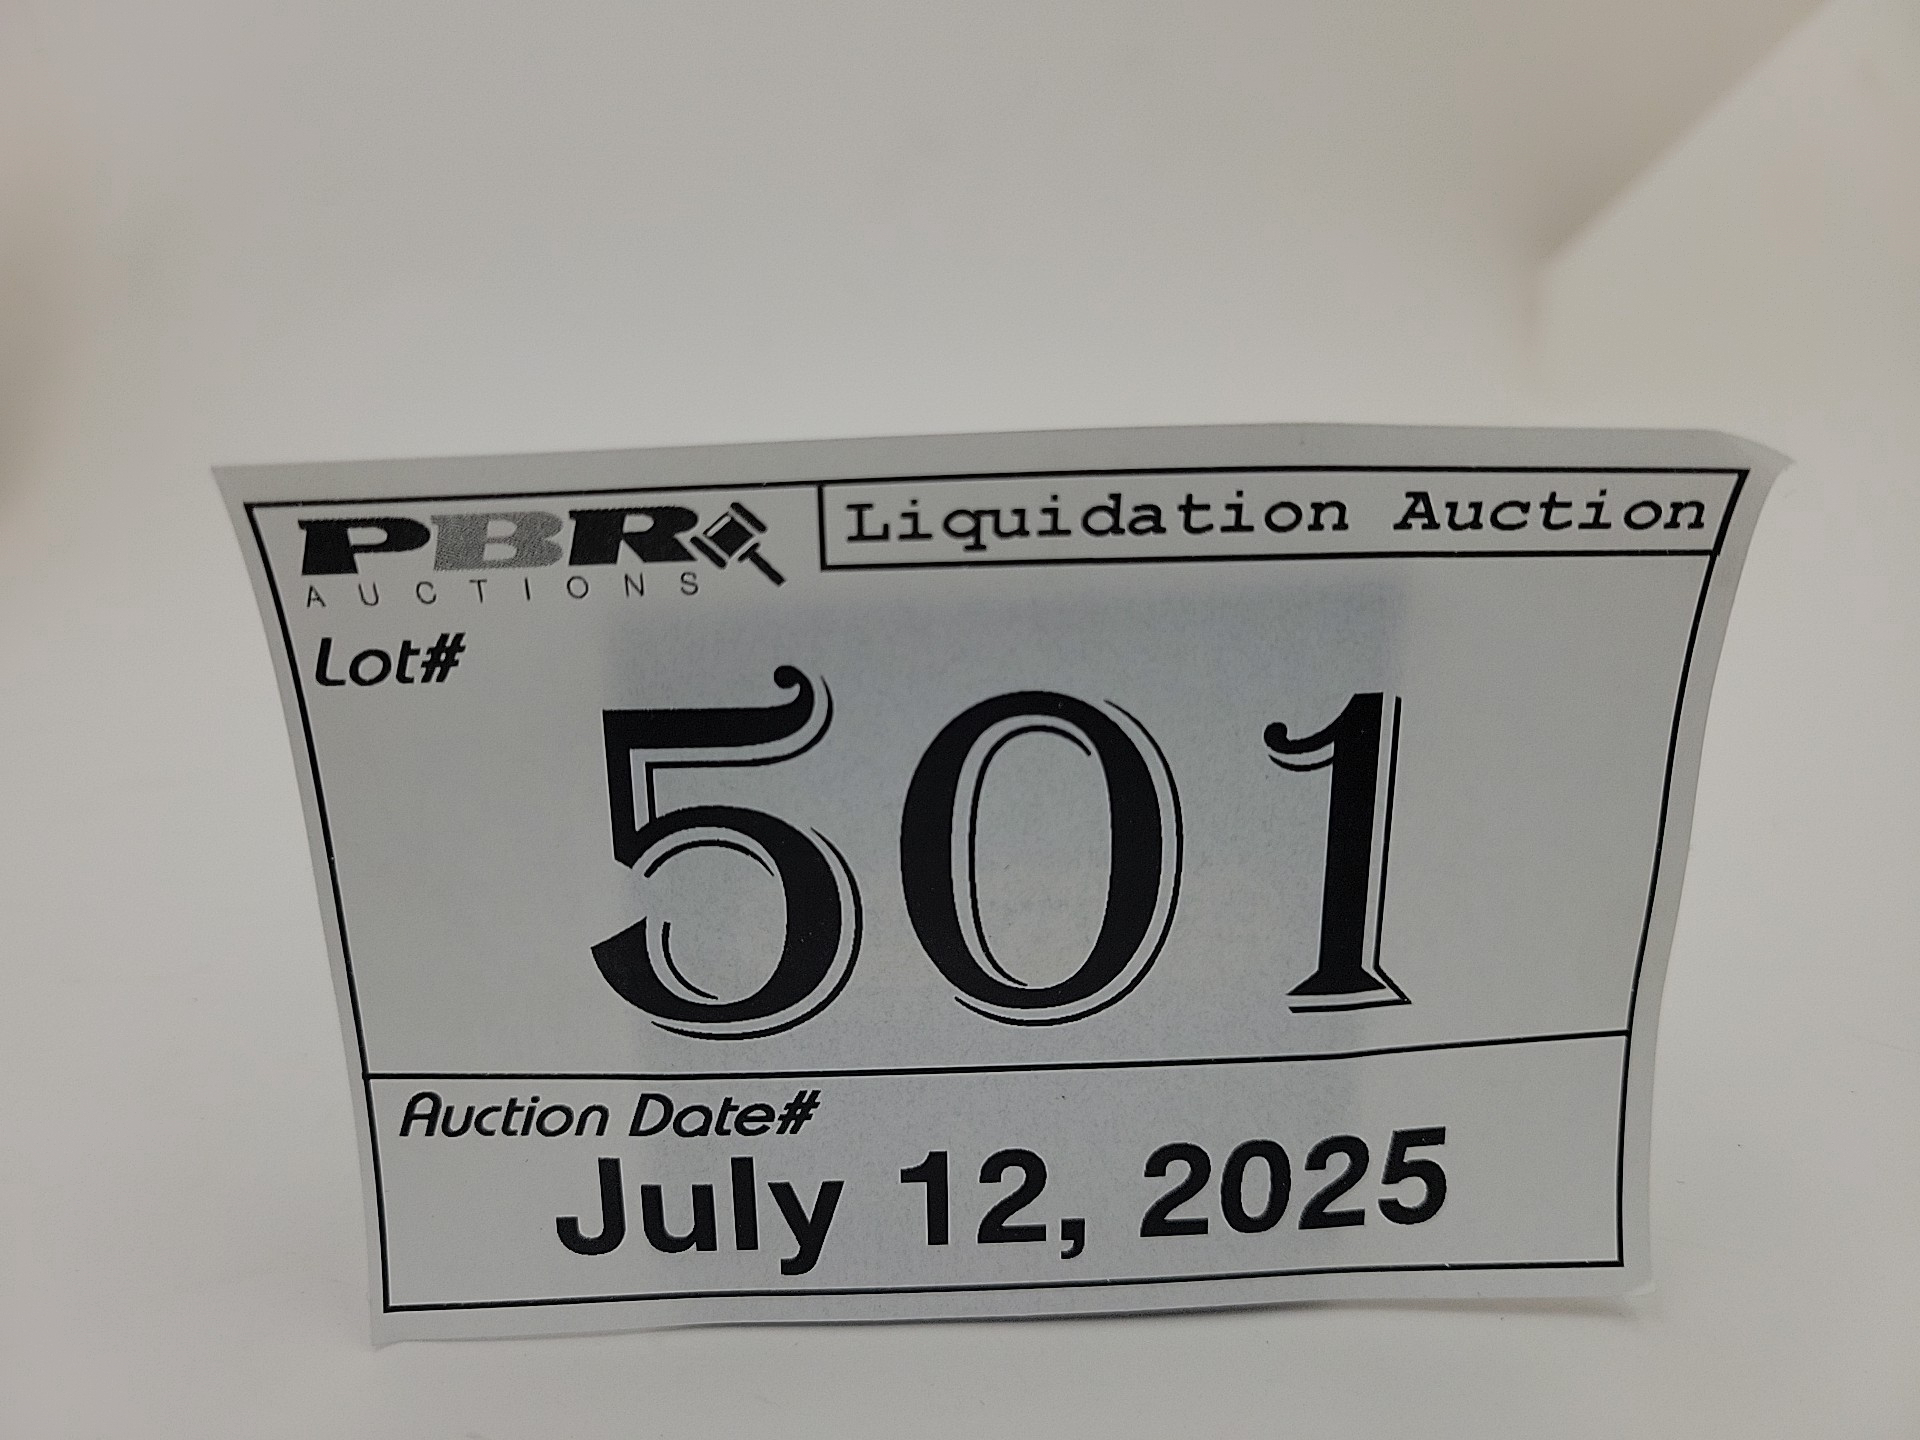 PBR
AUCTIONS
Liquidation Auction
Lot#
501
Auction Date#
July 12, 2025